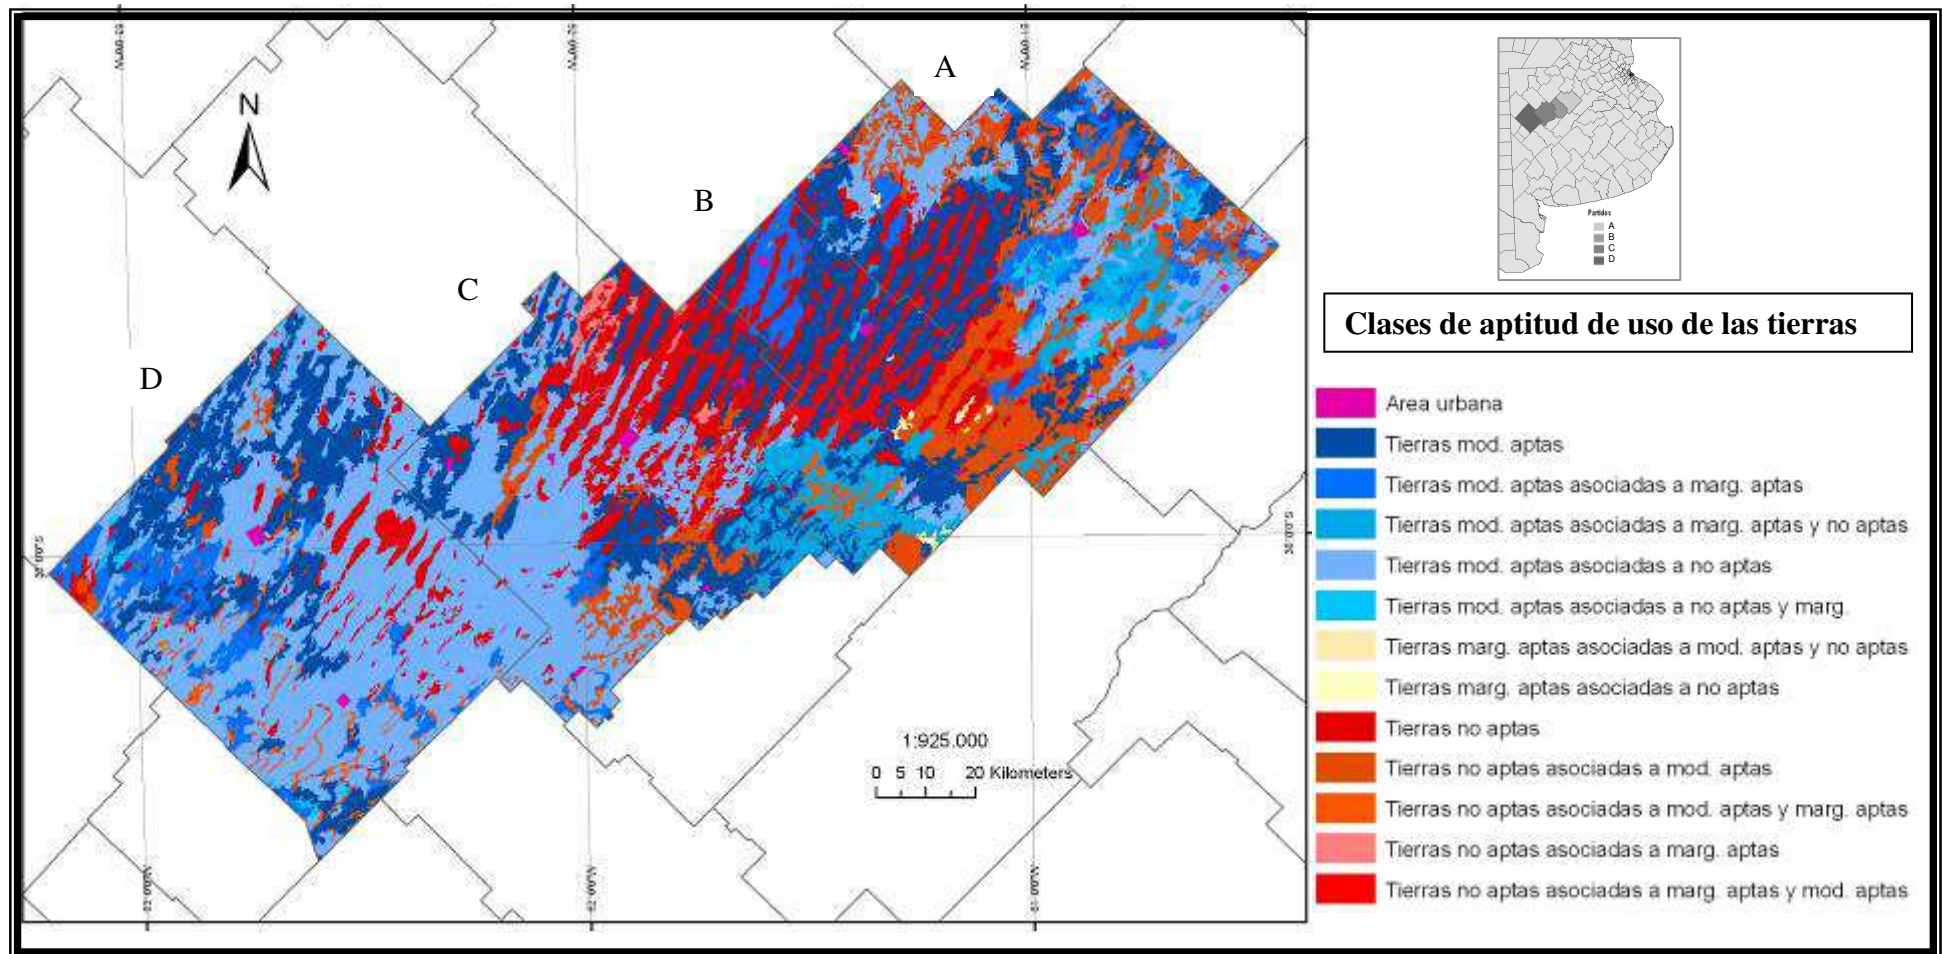 A
B
C
D
N
1:925.000
0 5 10 20 Kilometers
Partidos
A
B
C
D
Clases de aptitud de uso de las tierras
Area urbana
Tierras mod. aptas
Tierras mod. aptas asociadas a marg. aptas
Tierras mod. aptas asociadas a marg. aptas y no aptas
Tierras mod. aptas asociadas a no aptas
Tierras mod. aptas asociadas a no aptas y marg.
Tierras marg. aptas asociadas a mod. aptas y no aptas
Tierras marg. aptas asociadas a no aptas
Tierras no aptas
Tierras no aptas asociadas a mod. aptas
Tierras no aptas asociadas a mod. aptas y marg. aptas
Tierras no aptas asociadas a marg. aptas
Tierras no aptas asociadas a marg. aptas y mod. aptas